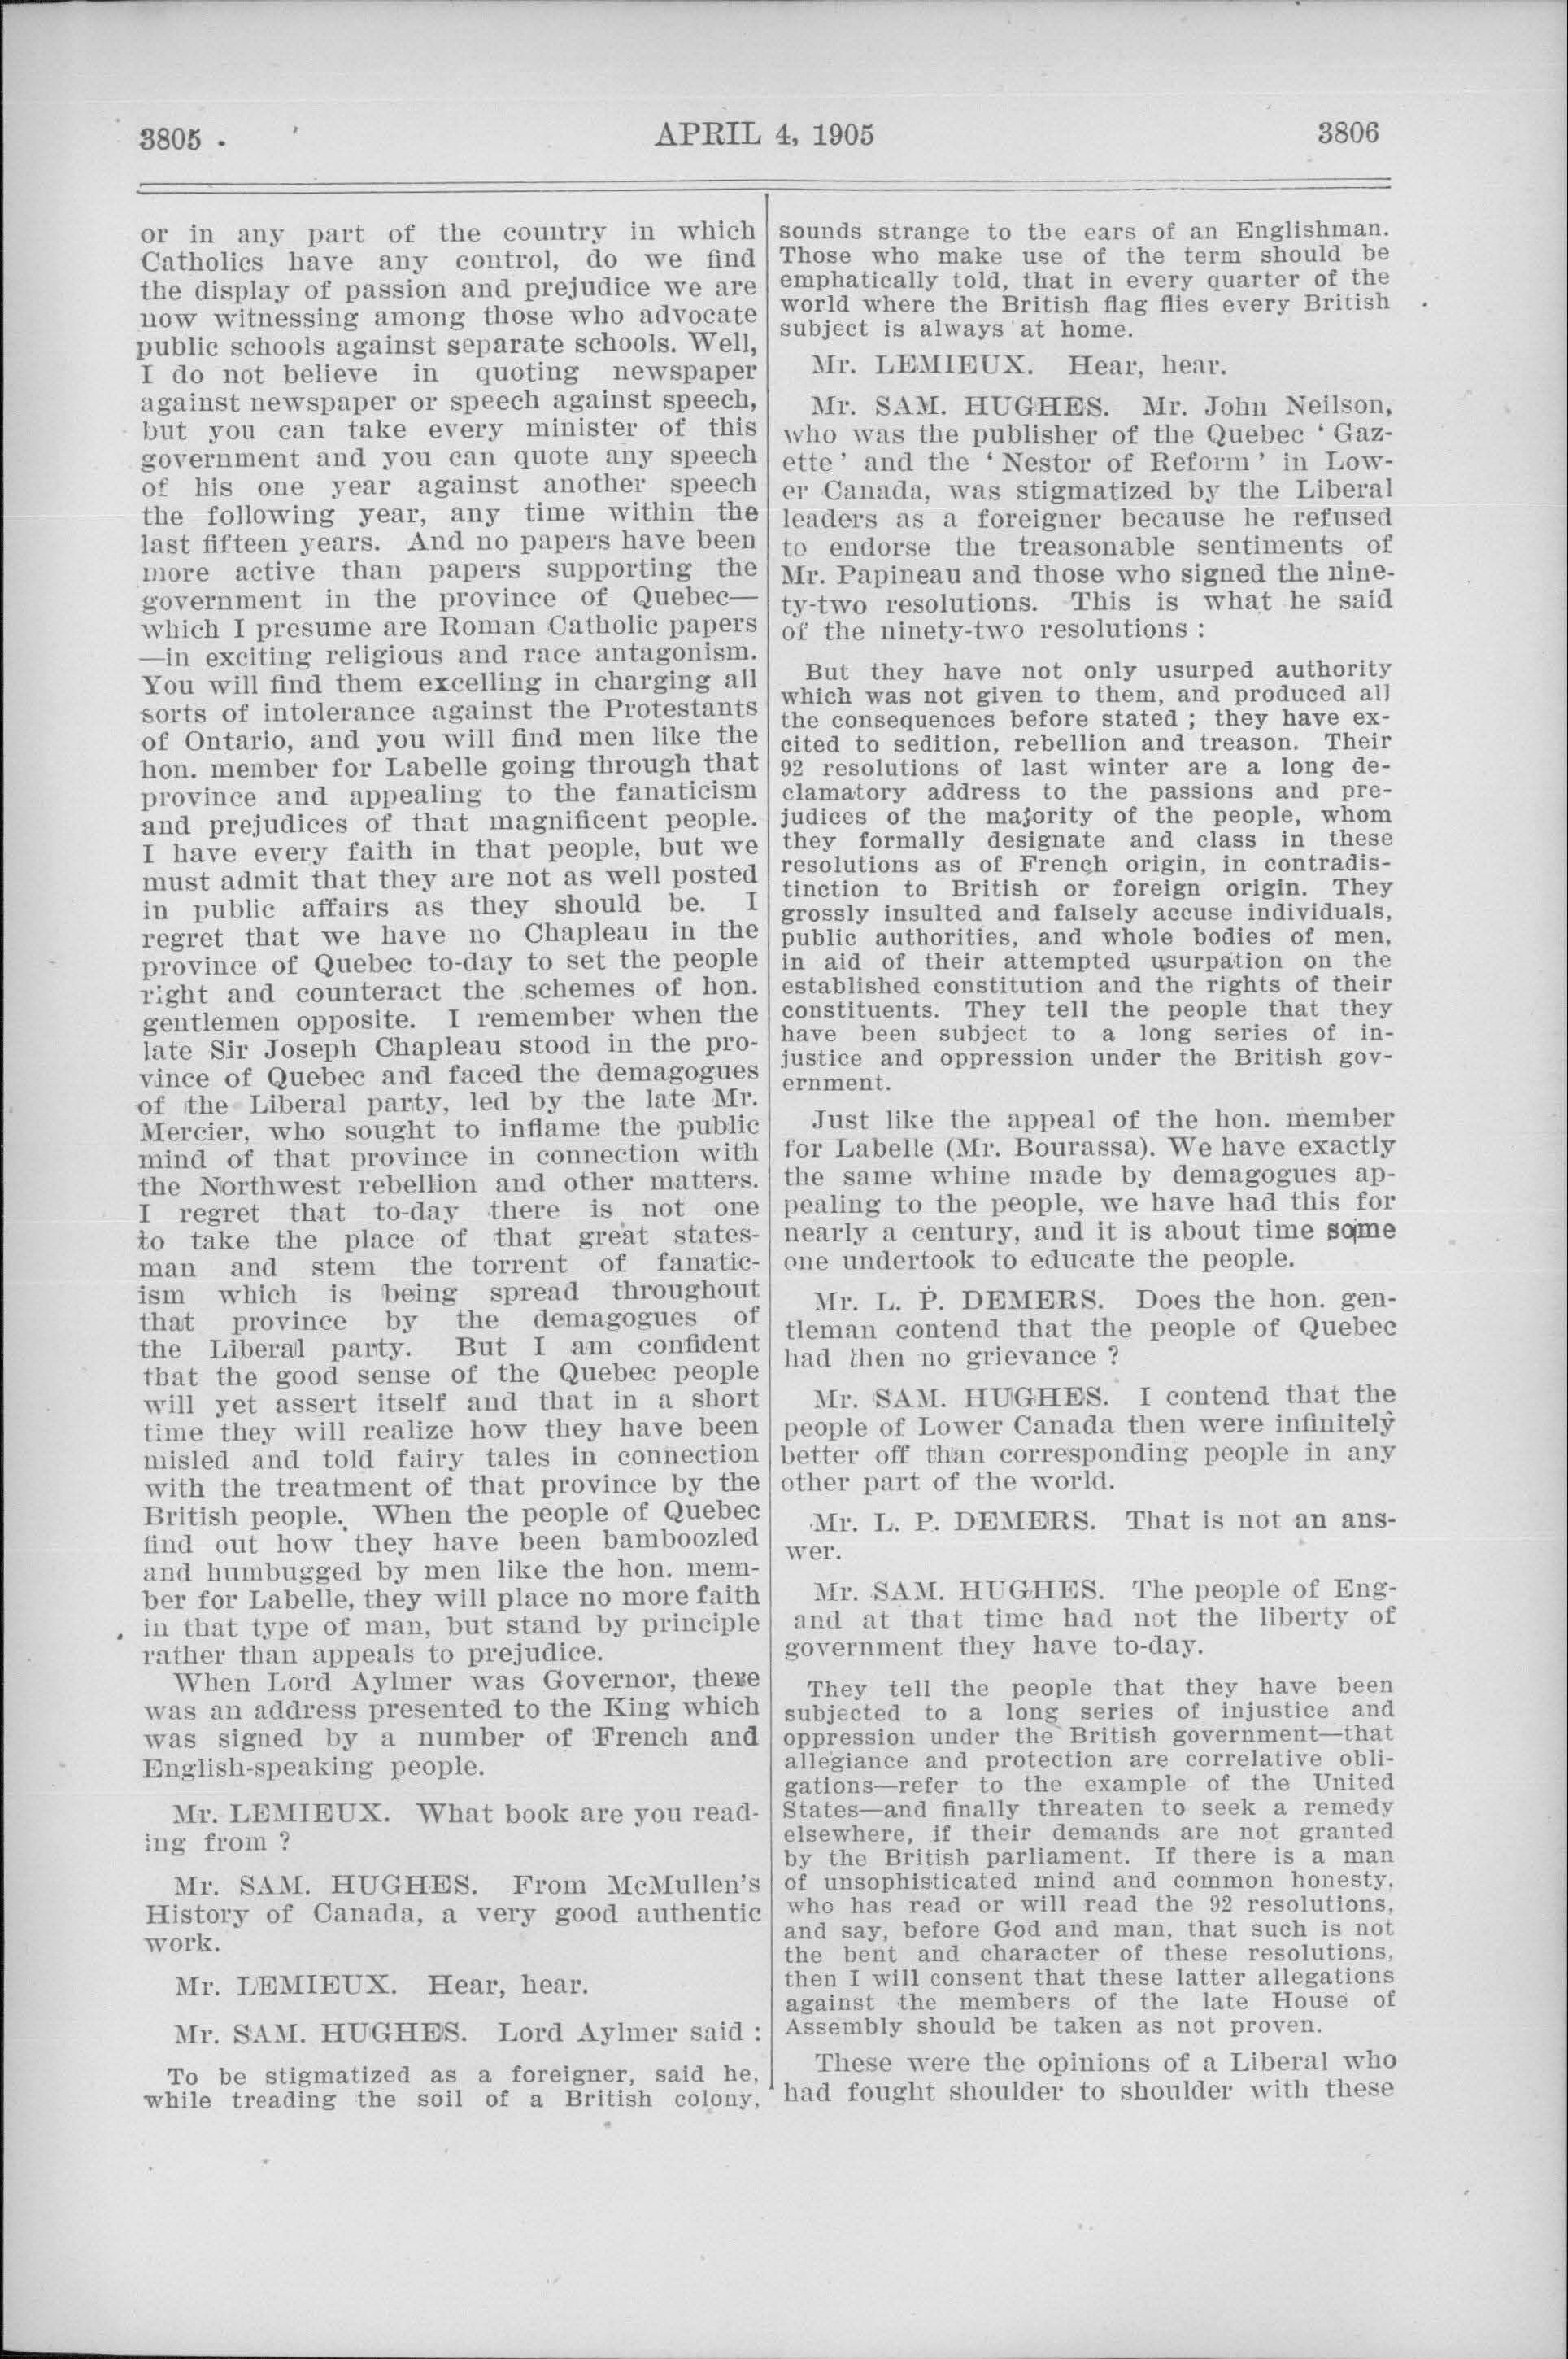 3805 .
APRIL 4, 1905
3806
or in any part of the country in which
Catholics have any control, do we find
the display of passion and prejudice we are
now witnessing among those who advocate
public schools against separate schools. Well,
I do not believe in quoting newspaper
against newspaper or speech against speech,
but you can take every minister of this
government and you can quote any speech
of his one year against another speech
the following year, any time within the
last fifteen years. And no papers have been
more active than papers supporting the
government in the province of Quebec—
which I presume are Roman Catholic papers
—in exciting religious and race antagonism.
You will find them excelling in charging all
sorts of intolerance against the Protestants
of Ontario, and you will find men like the
hon. member for Labelle going through that
province and appealing to the fanaticism
and prejudices of that magnificent people.
I have every faith in that people, but we
must admit that they are not as well posted
in public affairs as they should be. I
regret that we have no Chapleau in the
province of Quebec to-day to set the people
right and counteract the schemes of hon.
gentlemen opposite. I remember when the
late Sir Joseph Chapleau stood in the pro-
vince of Quebec and faced the demagogues
of the Liberal party, led by the late Mr.
Mercier, who sought to inflame the public
mind of that province in connection with
the Northwest rebellion and other matters.
I regret that to-day there is not one
to take the place of that great states-
man and stem the torrent of fanatic-
ism which is being spread throughout
that province by the demagogues of
the Liberal party. But I am confident
that the good sense of the Quebec people
will yet assert itself and that in a short
time they will realize how they have been
misled and told fairy tales in connection
with the treatment of that province by the
British people. When the people of Quebec
find out how they have been bamboozled
and humbugged by men like the hon. mem-
ber for Labelle, they will place no more faith
in that type of man, but stand by principle
rather than appeals to prejudice.
When Lord Aylmer was Governor, there
was an address presented to the King which
was signed by a number of French and
English-speaking people.
Mr. LEMIEUX. What book are you read-
ing from ?
Mr. SAM. HUGHES. From McMullen's
History of Canada, a very good authentic
work.
Mr. LEMIEUX. Hear, hear.
Mr. SAM. HUGHES. Lord Aylmer said :
To be stigmatized as a foreigner, said he,
while treading the soil of a British colony,
sounds strange to the ears of an Englishman.
Those who make use of the term should be
emphatically told, that in every quarter of the
world where the British flag flies every British
subject is always at home.
Mr. LEMIEUX. Hear, hear.
Mr. SAM. HUGHES. Mr. John Neilson,
who was the publisher of the Quebec ' Gaz-
ette ' and the ' Nestor of Reform ' in Low-
er Canada, was stigmatized by the Liberal
leaders as a foreigner because he refused
to endorse the treasonable sentiments of
Mr. Papineau and those who signed the nine-
ty-two resolutions. This is what he said
of the ninety-two resolutions :
But they have not only usurped authority
which was not given to them, and produced all
the consequences before stated ; they have ex-
cited to sedition, rebellion and treason. Their
92 resolutions of last winter are a long de-
clamatory address to the passions and pre-
judices of the majority of the people, whom
they formally designate and class in these
resolutions as of French origin, in contradis-
tinction to British or foreign origin. They
grossly insulted and falsely accuse individuals,
public authorities, and whole bodies of men,
in aid of their attempted usurpation on the
established constitution and the rights of their
constituents. They tell the people that they
have been subject to a long series of in-
justice and oppression under the British gov-
ernment.
Just like the appeal of the hon. member
for Labelle (Mr. Bourassa). We have exactly
the same whine made by demagogues ap-
pealing to the people, we have had this for
nearly a century, and it is about time some
one undertook to educate the people.
Mr. L. P. DEMERS. Does the hon. gen-
tleman contend that the people of Quebec
had then no grievance ?
Mr. SAM. HUGHES. I contend that the
people of Lower Canada then were infinitely
better off than corresponding people in any
other part of the world.
Mr. L. P. DEMERS. That is not an ans-
wer.
Mr. SAM. HUGHES. The people of Eng-
and at that time had not the liberty of
government they have to-day.
They tell the people that they have been
subjected to a long series of injustice and
oppression under the British government—that
allegiance and protection are correlative obli-
gations—refer to the example of the United
States—and finally threaten to seek a remedy
elsewhere, if their demands are not granted
by the British parliament. If there is a man
of unsophisticated mind and common honesty,
who has read or will read the 92 resolutions,
and say, before God and man, that such is not
the bent and character of these resolutions,
then I will consent that these latter allegations
against the members of the late House of
Assembly should be taken as not proven.
These were the opinions of a Liberal who
had fought shoulder to shoulder with these